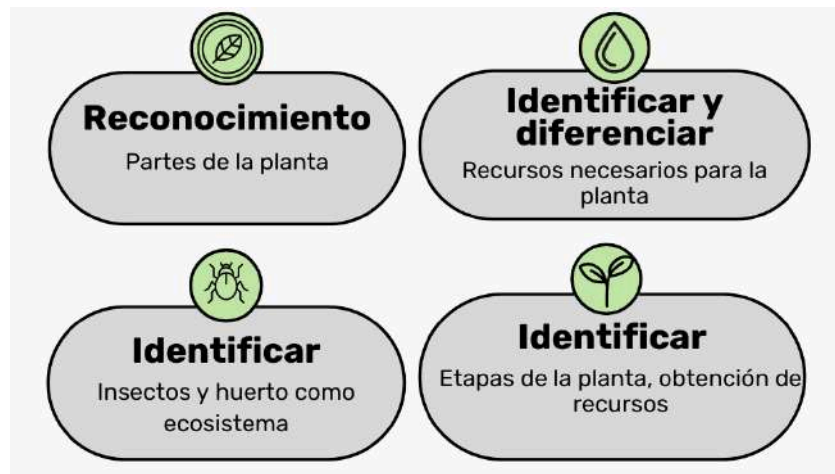 Reconocimiento
Partes de la planta
Identificar y
diferenciar
Recursos necesarios para la
planta
Identificar
Insectos y huerto como
ecosistema
Identificar
Etapas de la planta, obtención de
recursos